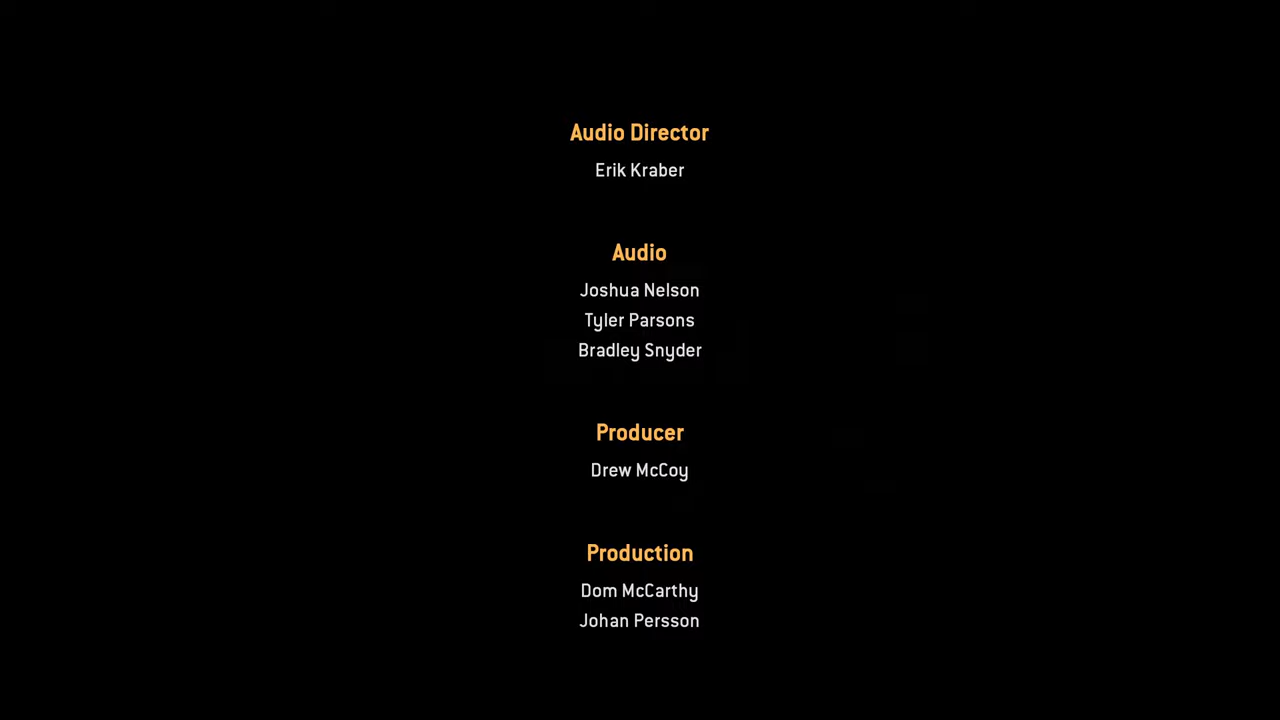 Audio Director
Erik Kraber
Audio
Joshua Nelson
Tyler Parsons
Bradley Snyder
Producer
Drew McCoy
Production
Dom McCarthy
Johan Persson